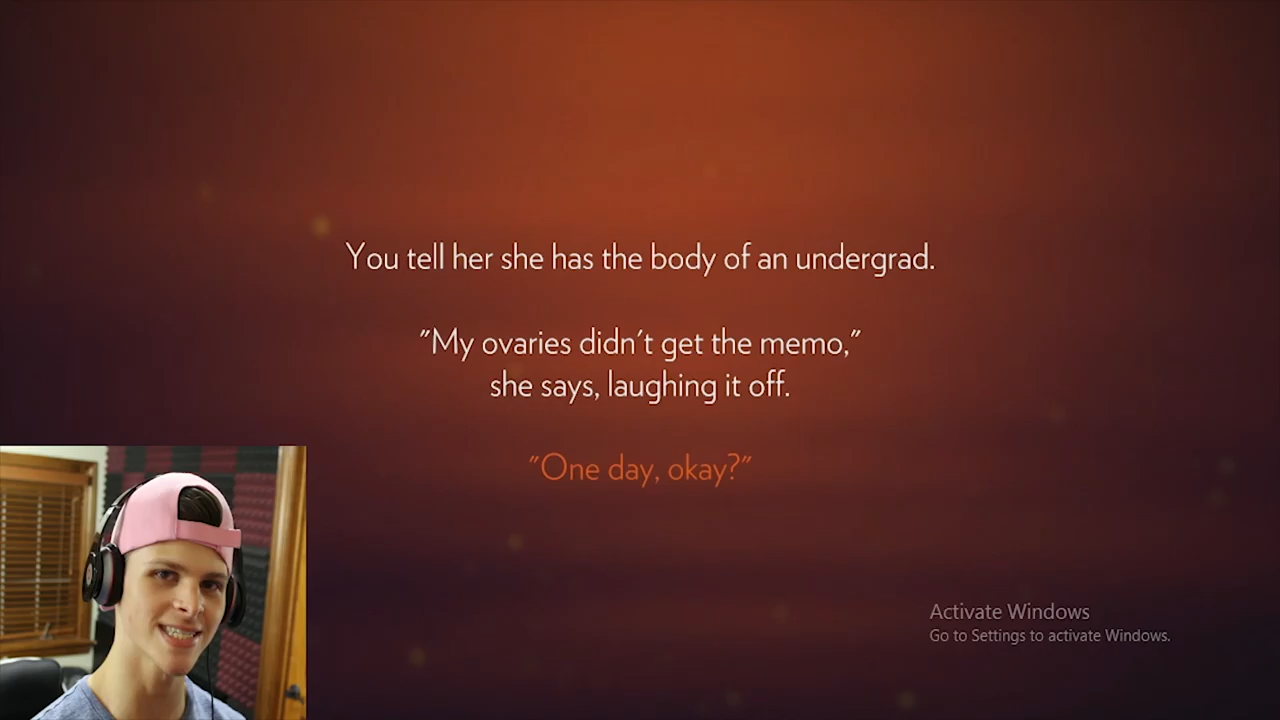 You tell her she has the body of an undergrad.
"My ovaries didn't get the memo,"
she says, laughing it off.
"One day, okay?"
Activate Windows
Go to Settings to activate Windows.